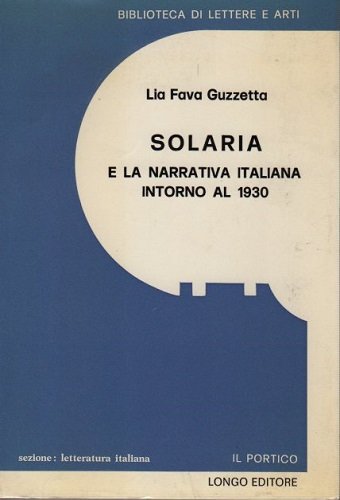 BIBLIOTECA DI LETTERE E ARTI
Lia Fava Guzzetta
SOLARIA
E LA NARRATIVA ITALIANA
INTORNO AL 1930
sezione: letteratura italiana
IL PORTICO
LONGO EDITORE